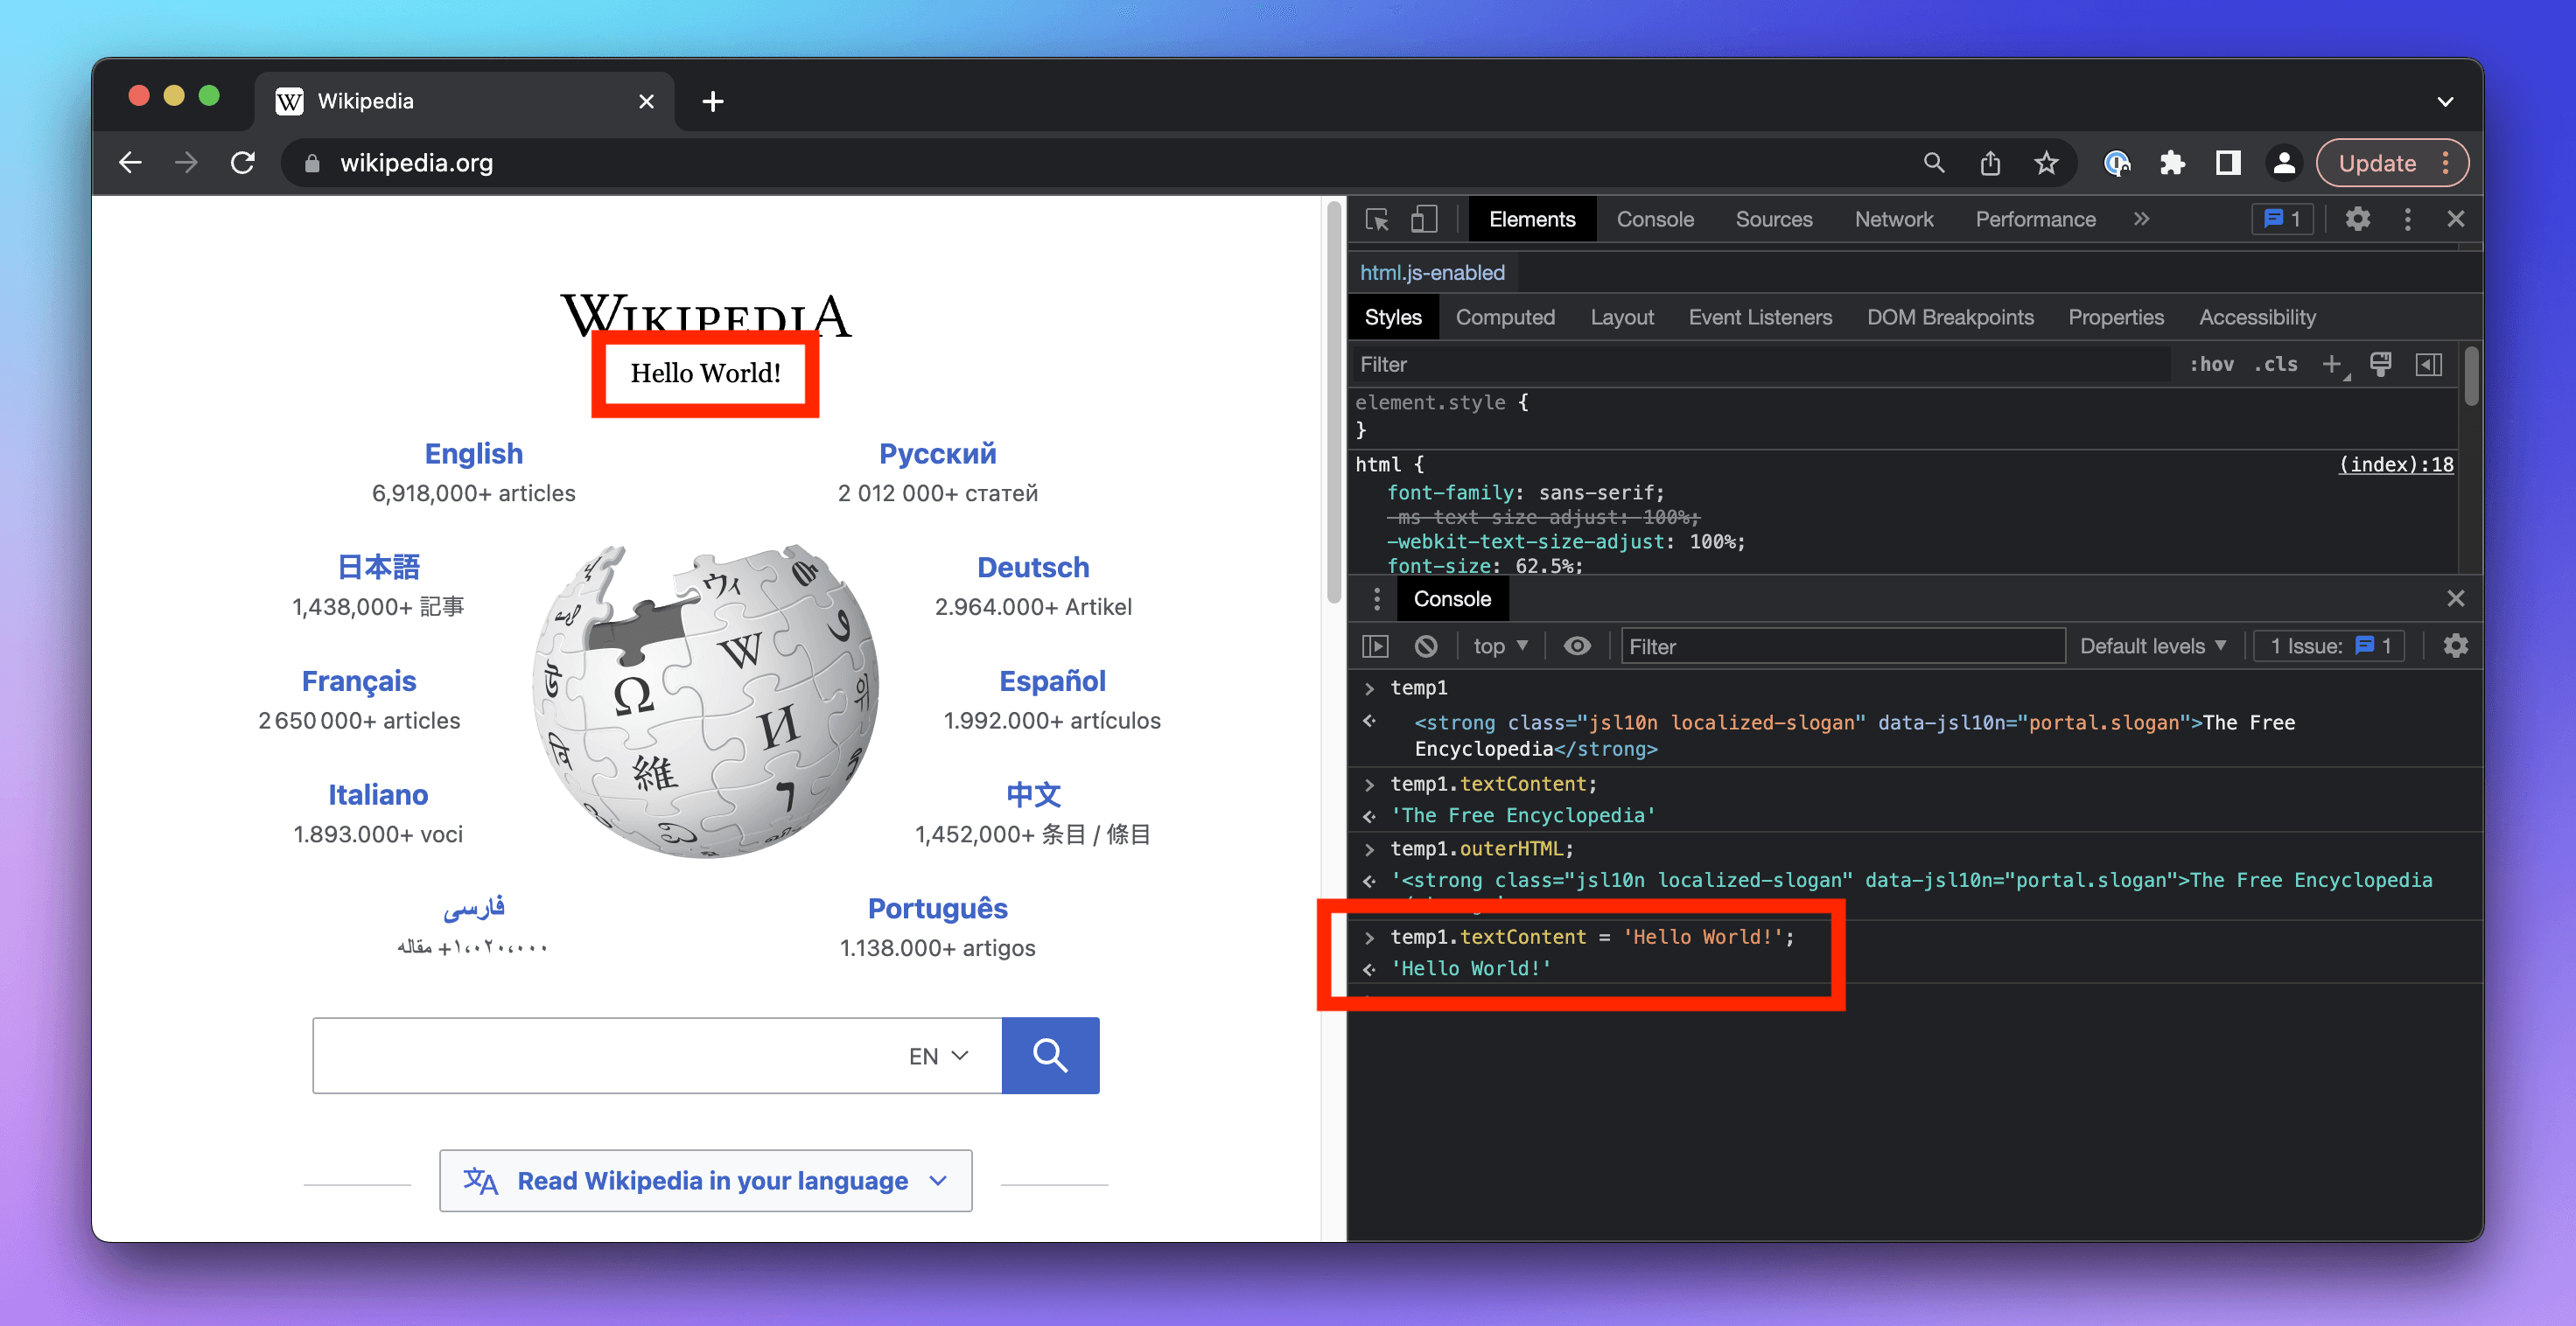 Wikipedia
wikipedia.org
Update
WIKIPEDIA
Hello World!
English
6,918,000+ articles
Русский
2 012 000+ статей
日本語
1,438,000+ 記事
Deutsch
2.964.000+ Artikel
Français
2 650 000+ articles
Español
1.992.000+ artículos
Italiano
1.893.000+ voci
中文
1,452,000+ 条目 / 條目
فارسی
۱٬۰۲۰٬۰۰۰+ مقاله
Português
1.138.000+ artigos
W
Ω
И
維
ウィ
EN
Read Wikipedia in your language
Elements Console Sources Network Performance 1
html.js-enabled
Styles Computed Layout Event Listeners DOM Breakpoints Properties Accessibility
Filter :hov .cls
element.style {
}
html { (index):18
font-family: sans-serif;
-ms-text-size-adjust: 100%;
-webkit-text-size-adjust: 100%;
font-size: 62.5%;
Console
top Filter Default levels 1 Issue: 1
temp1
<strong class="jsl10n localized-slogan" data-jsl10n="portal.slogan">The Free
Encyclopedia</strong>
temp1.textContent;
'The Free Encyclopedia'
temp1.outerHTML;
'<strong class="jsl10n localized-slogan" data-jsl10n="portal.slogan">The Free Encyclopedia
temp1.textContent = 'Hello World!';
'Hello World!'